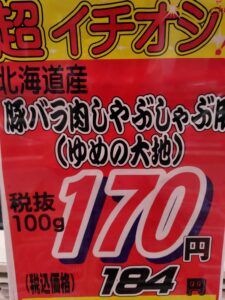 超イチオシ!
北海道産
豚バラ肉しゃぶしゃぶ用
(ゆめの大地)
税抜
100g
170円
(税込価格) 184円